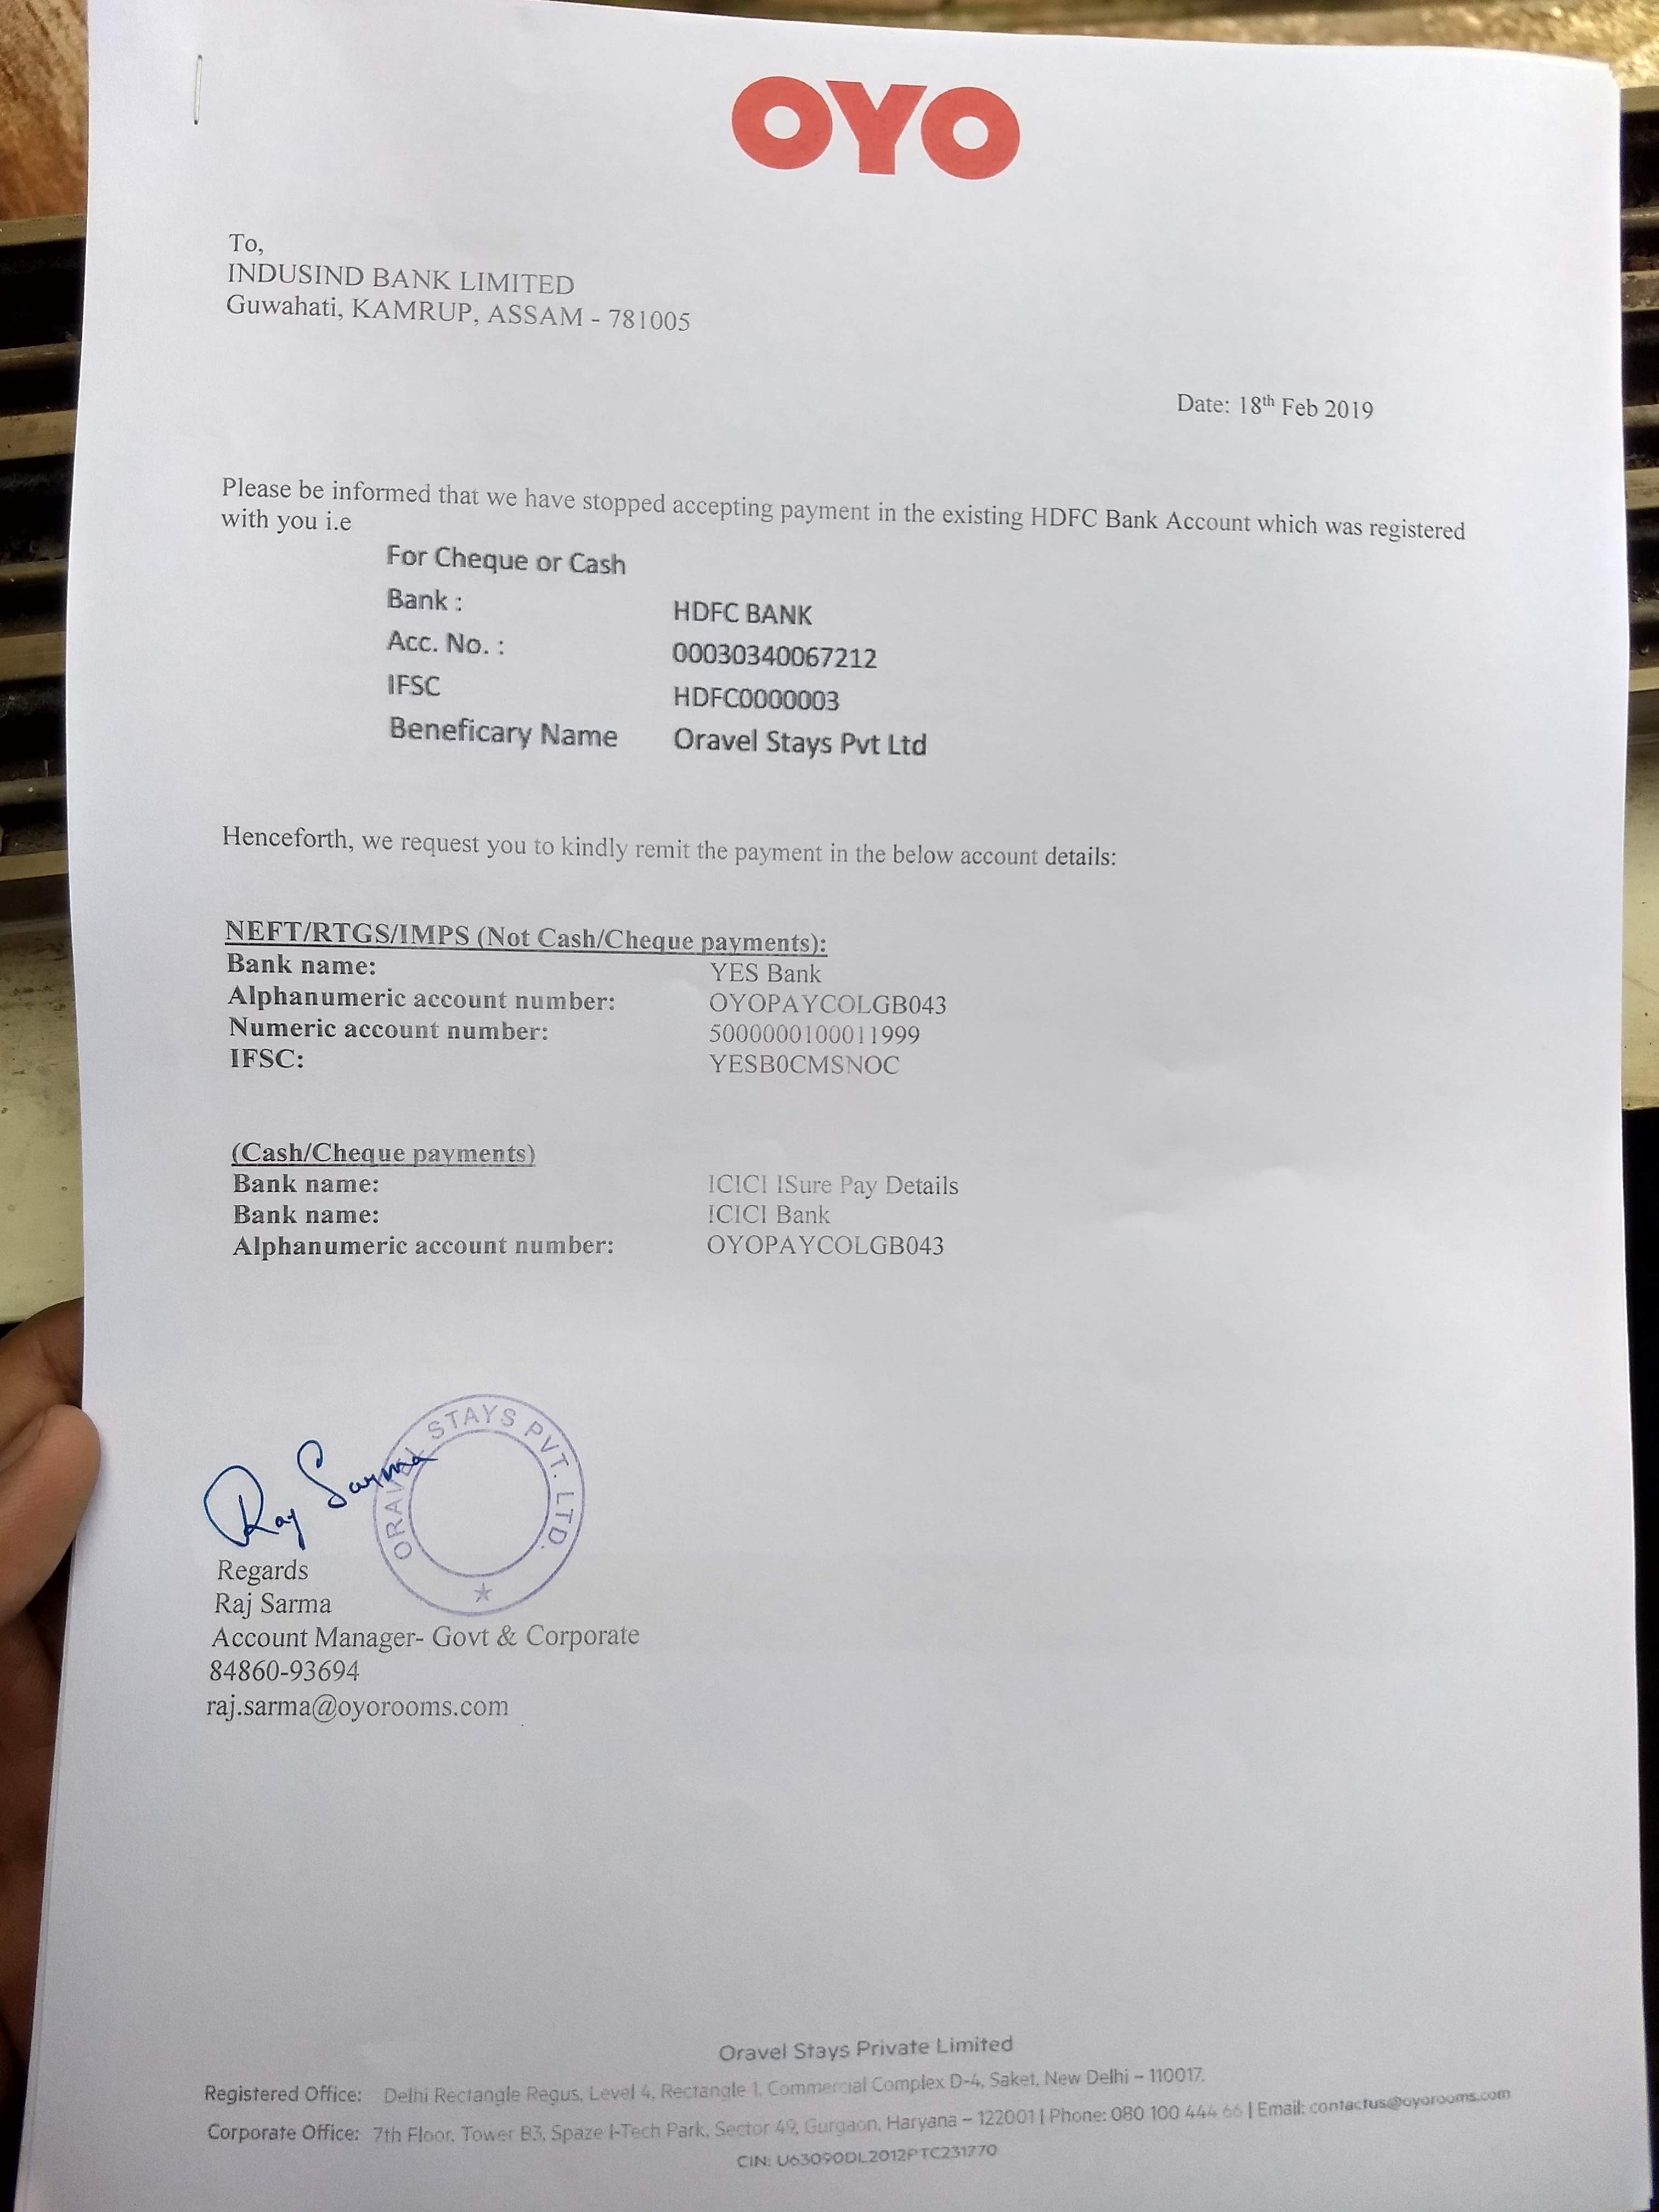 OYO
To,
INDUSIND BANK LIMITED
Guwahati, KAMRUP, ASSAM - 781005
Date: 18th Feb 2019
Please be informed that we have stopped accepting payment in the existing HDFC Bank Account which was registered
with you i.e
For Cheque or Cash
Bank : HDFC BANK
Acc. No. : 00030340067212
IFSC HDFC0000003
Beneficary Name Oravel Stays Pvt Ltd
Henceforth, we request you to kindly remit the payment in the below account details:
NEFT/RTGS/IMPS (Not Cash/Cheque payments):
Bank name: YES Bank
Alphanumeric account number: OYOPAYCOLGB043
Numeric account number: 5000000100011999
IFSC: YESB0CMSNOC
(Cash/Cheque payments)
Bank name: ICICI ISure Pay Details
Bank name: ICICI Bank
Alphanumeric account number: OYOPAYCOLGB043
Raj Sarma
ORAVEL STAYS PVT. LTD.
Regards
Raj Sarma
Account Manager- Govt & Corporate
84860-93694
raj.sarma@oyorooms.com
Oravel Stays Private Limited
Registered Office: Delhi Rectangle Regus, Level 4, Rectangle 1, Commercial Complex D-4, Saket, New Delhi – 110017.
Corporate Office: 7th Floor, Tower B3, Spaze I-Tech Park, Sector 49, Gurgaon, Haryana – 122001 | Phone: 080 100 444 66 | Email: contactus@oyorooms.com
CIN: U63090DL2012PTC231770